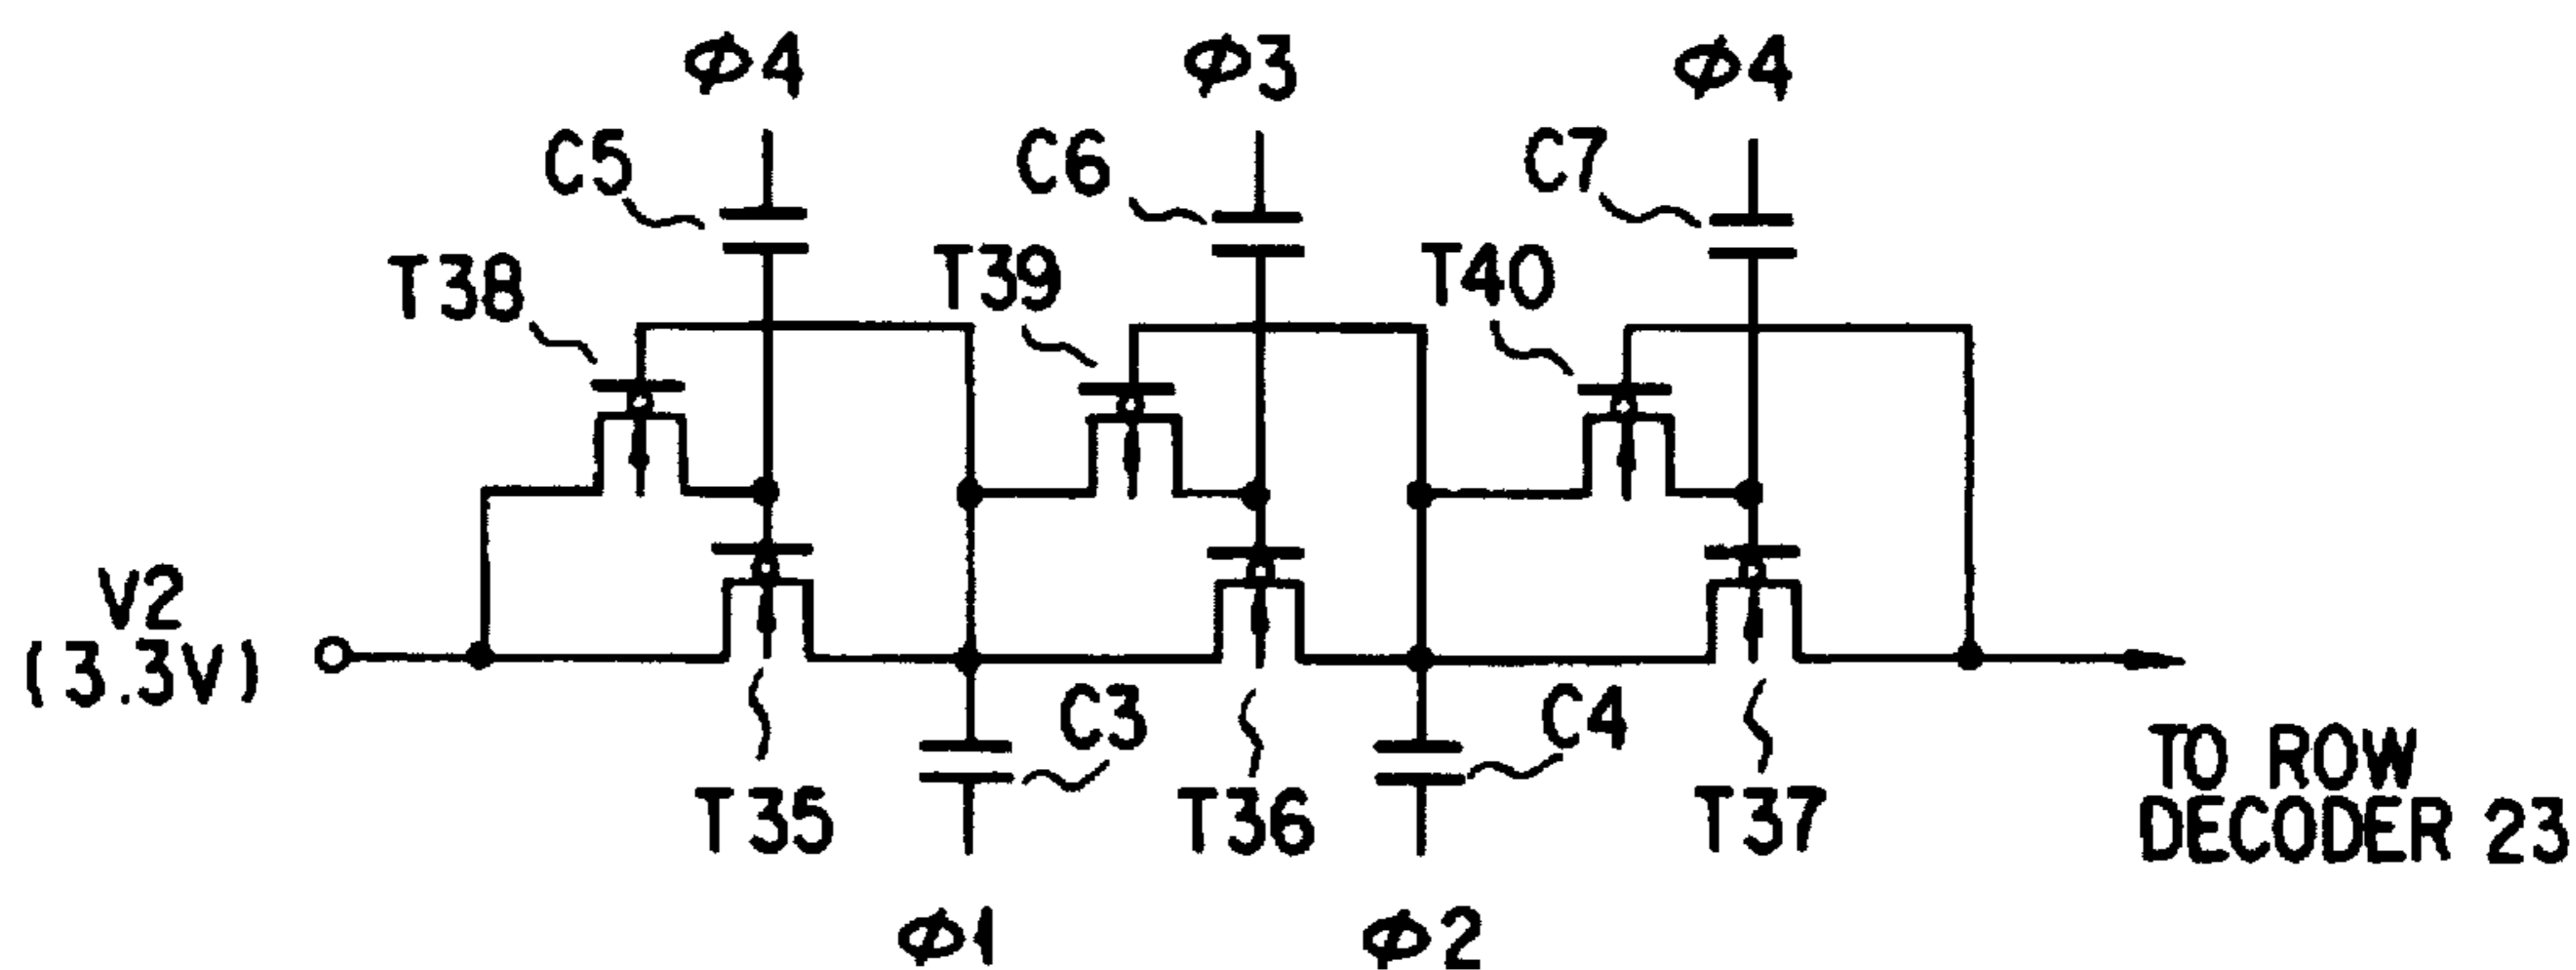 ϕ4 ϕ3 ϕ4
C5 C6 C7
T38 T39 T40
V2
(3.3V)
C3 C4
T35 T36 T37
TO ROW
DECODER 23
ϕ1 ϕ2